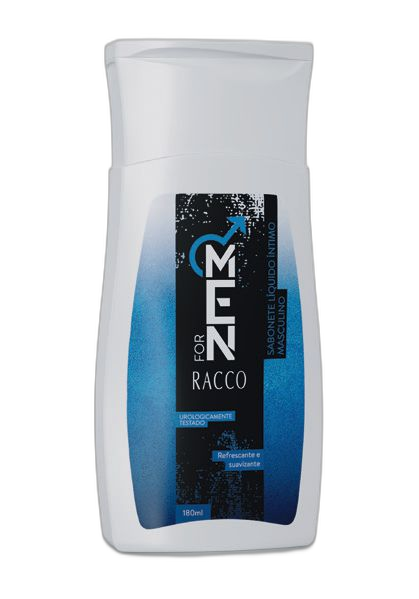 FOR
MEN
RACCO
SABONETE LÍQUIDO ÍNTIMO
MASCULINO
UROLOGICAMENTE
TESTADO
Refrescante e
suavizante
180ml